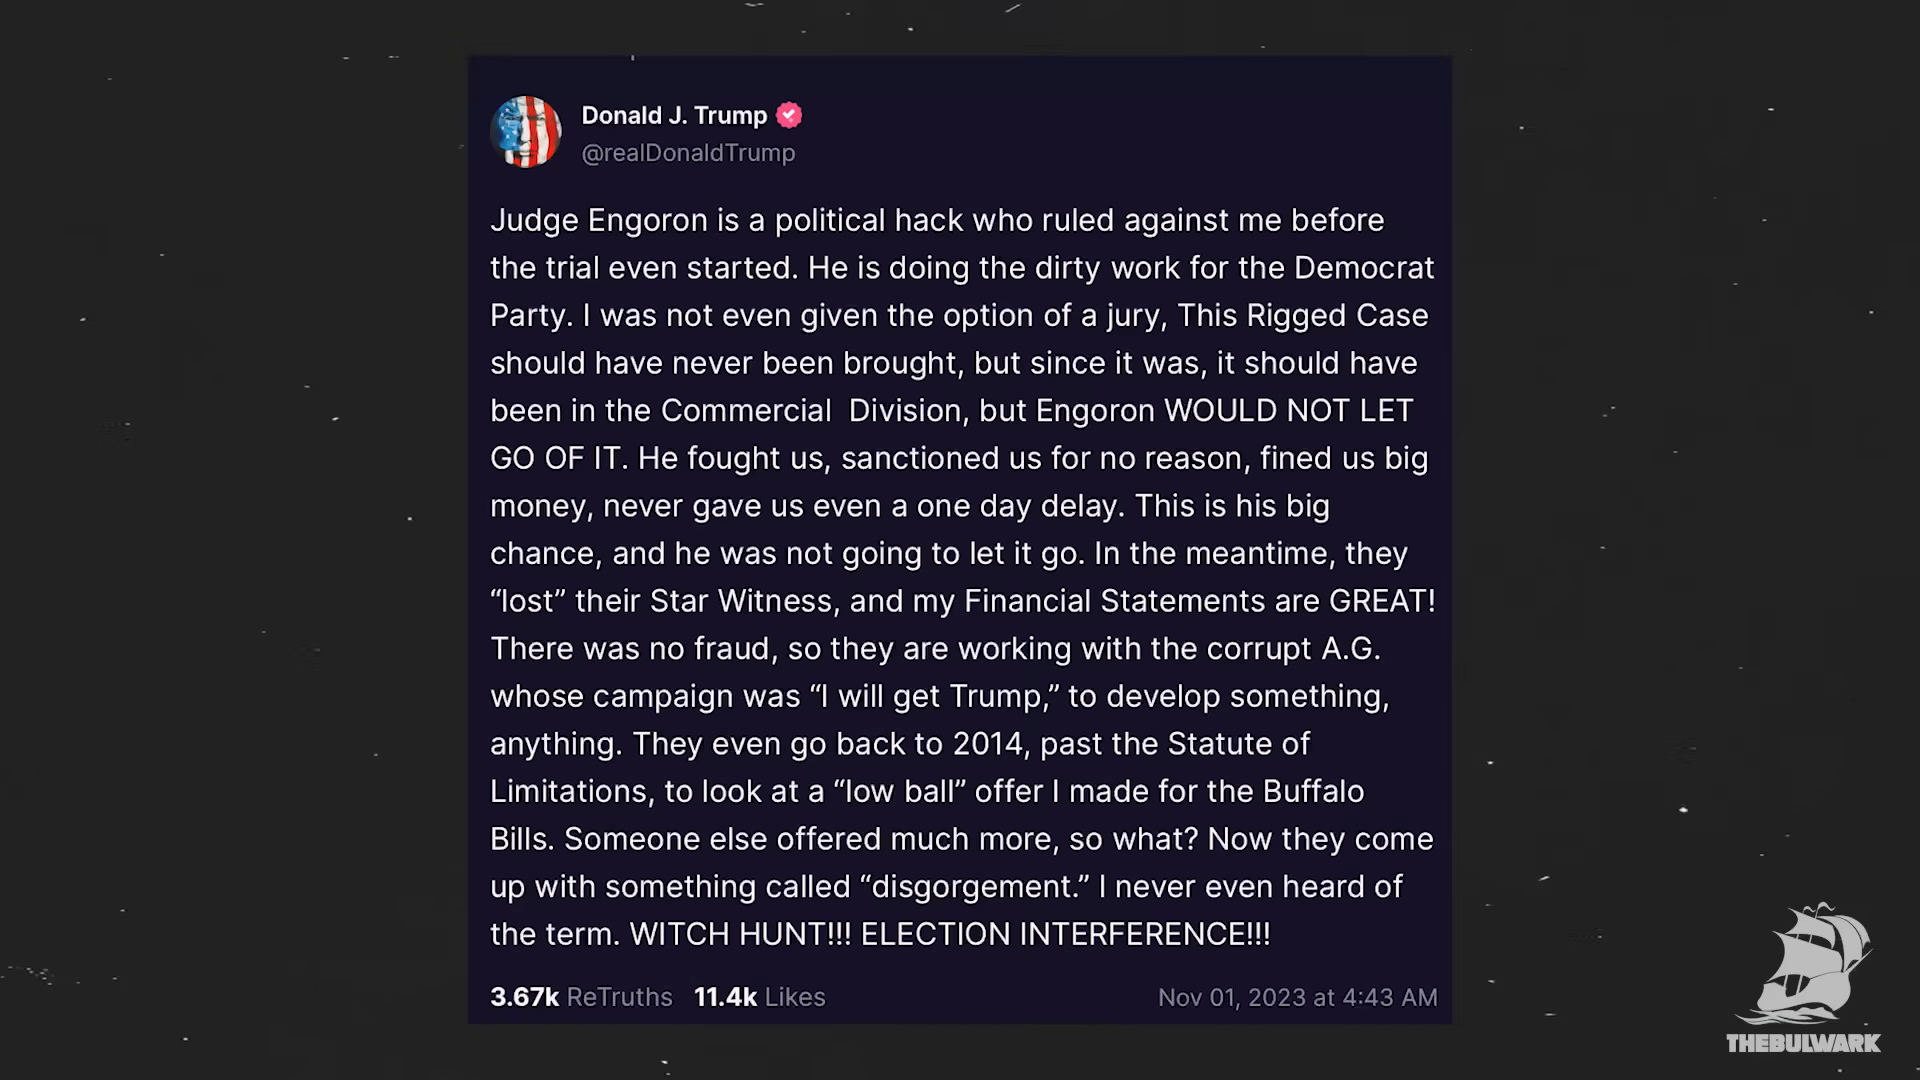 Donald J. Trump
@realDonaldTrump
Judge Engoron is a political hack who ruled against me before
the trial even started. He is doing the dirty work for the Democrat
Party. I was not even given the option of a jury, This Rigged Case
should have never been brought, but since it was, it should have
been in the Commercial  Division, but Engoron WOULD NOT LET
GO OF IT. He fought us, sanctioned us for no reason, fined us big
money, never gave us even a one day delay. This is his big
chance, and he was not going to let it go. In the meantime, they
“lost” their Star Witness, and my Financial Statements are GREAT!
There was no fraud, so they are working with the corrupt A.G.
whose campaign was “I will get Trump,” to develop something,
anything. They even go back to 2014, past the Statute of
Limitations, to look at a “low ball” offer I made for the Buffalo
Bills. Someone else offered much more, so what? Now they come
up with something called “disgorgement.” I never even heard of
the term. WITCH HUNT!!! ELECTION INTERFERENCE!!!
3.67k ReTruths 11.4k Likes Nov 01, 2023 at 4:43 AM
THEBULWARK